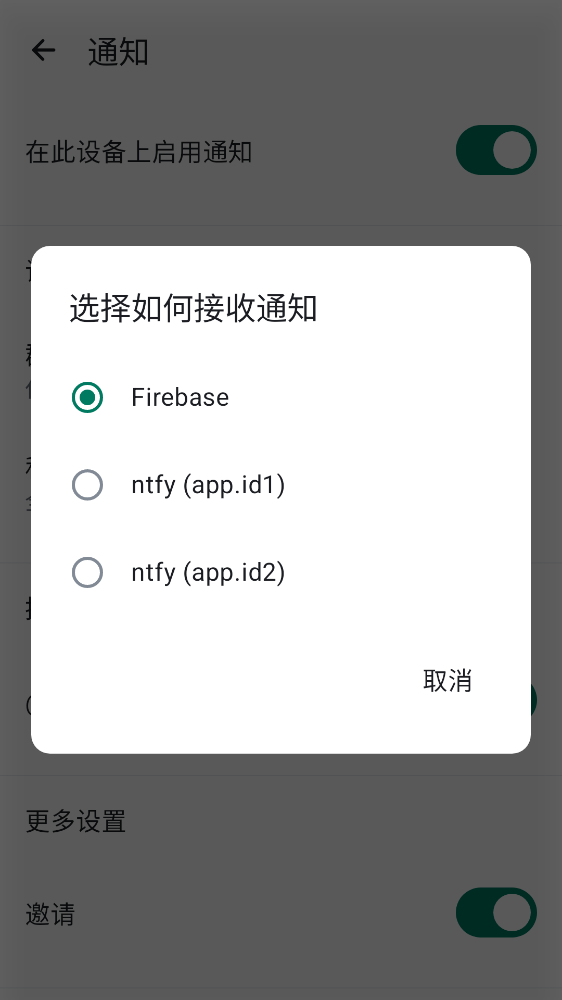 通知
在此设备上启用通知
选择如何接收通知
Firebase
ntfy (app.id1)
ntfy (app.id2)
取消
更多设置
邀请